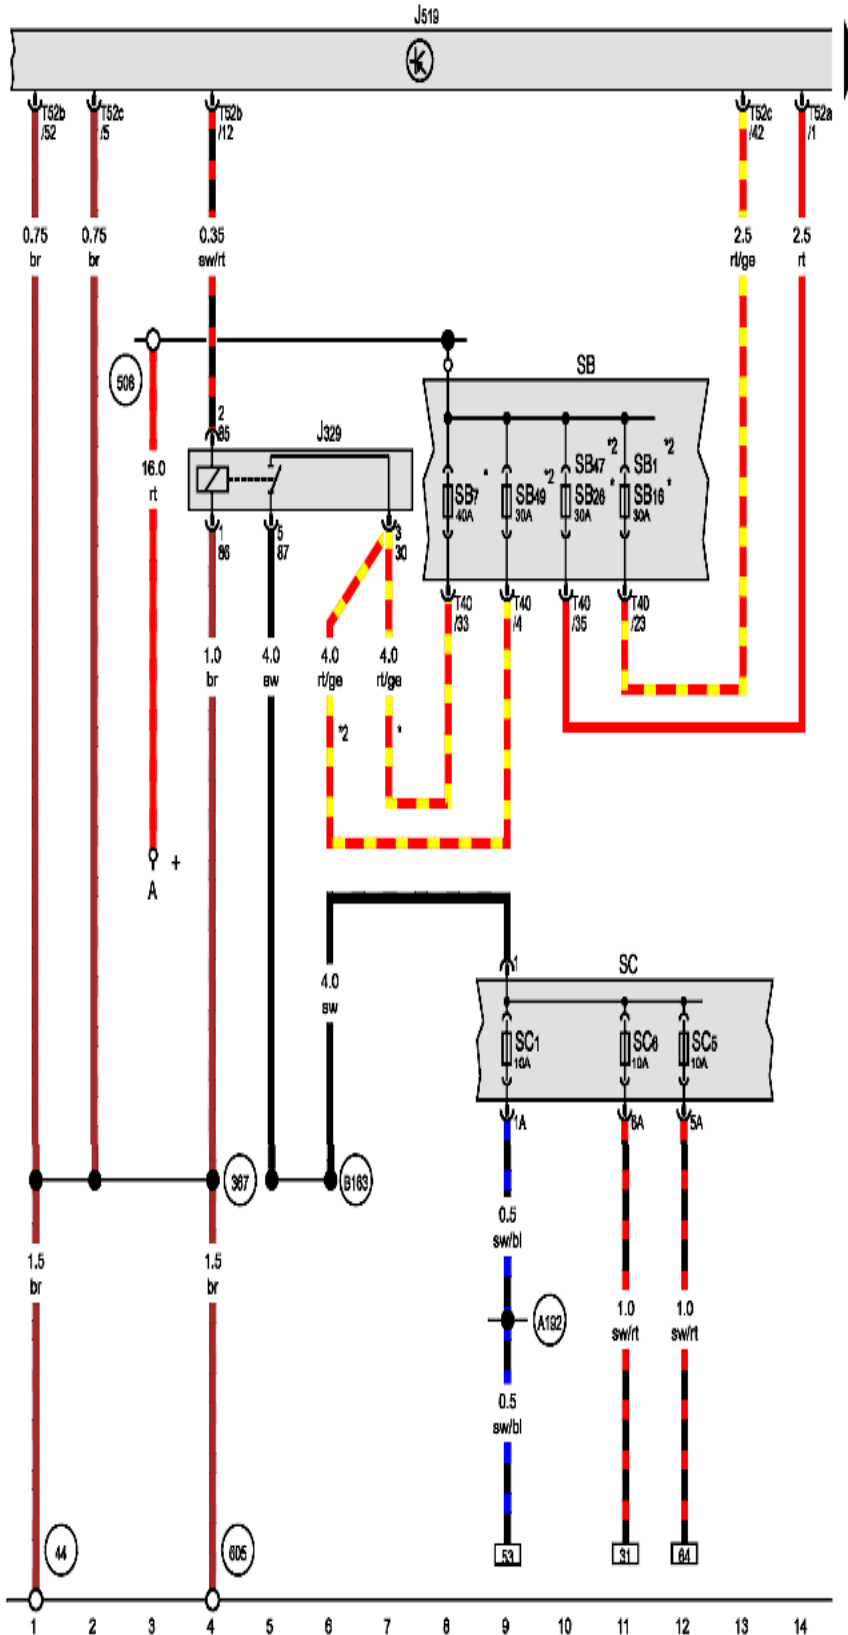 J519
T52b
/52
T52c
/5
T52b
/12
T52c
/42
T52a
/1
0.75
br
0.75
br
0.35
sw/rt
2.5
rt/ge
2.5
rt
508
2
85
J329
SB
16.0
rt
SB7
40A
*
SB49
30A
*2
SB47
SB28
30A
*2
*
SB1
SB16
30A
*2
*
1
86
5
87
3
30
T40
/33
T40
/4
T40
/35
T40
/23
1.0
br
4.0
sw
4.0
rt/ge
4.0
rt/ge
*2
*
+
A
4.0
sw
1
SC
SC1
10A
SC6
10A
SC5
10A
1A
6A
5A
367
B163
0.5
sw/bl
1.5
br
1.5
br
A192
1.0
sw/rt
1.0
sw/rt
0.5
sw/bl
44
605
53
31
64
1 2 3 4 5 6 7 8 9 10 11 12 13 14